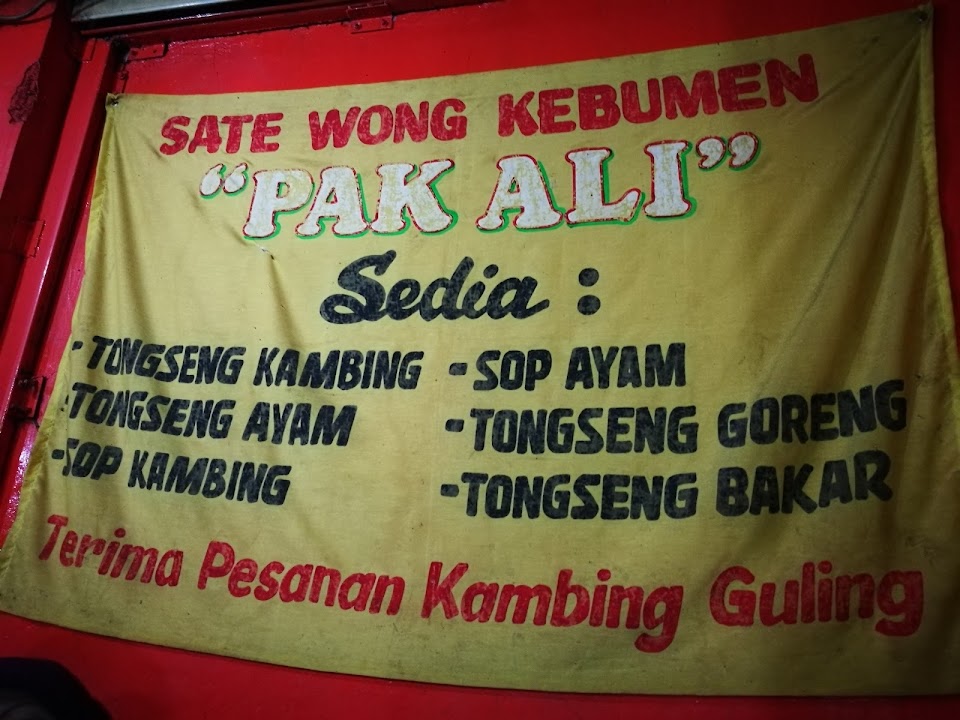 SATE WONG KEBUMEN
"PAK ALI"
Sedia :
- TONGSENG KAMBING
- TONGSENG AYAM
- SOP KAMBING
- SOP AYAM
- TONGSENG GORENG
- TONGSENG BAKAR
Terima Pesanan Kambing Guling